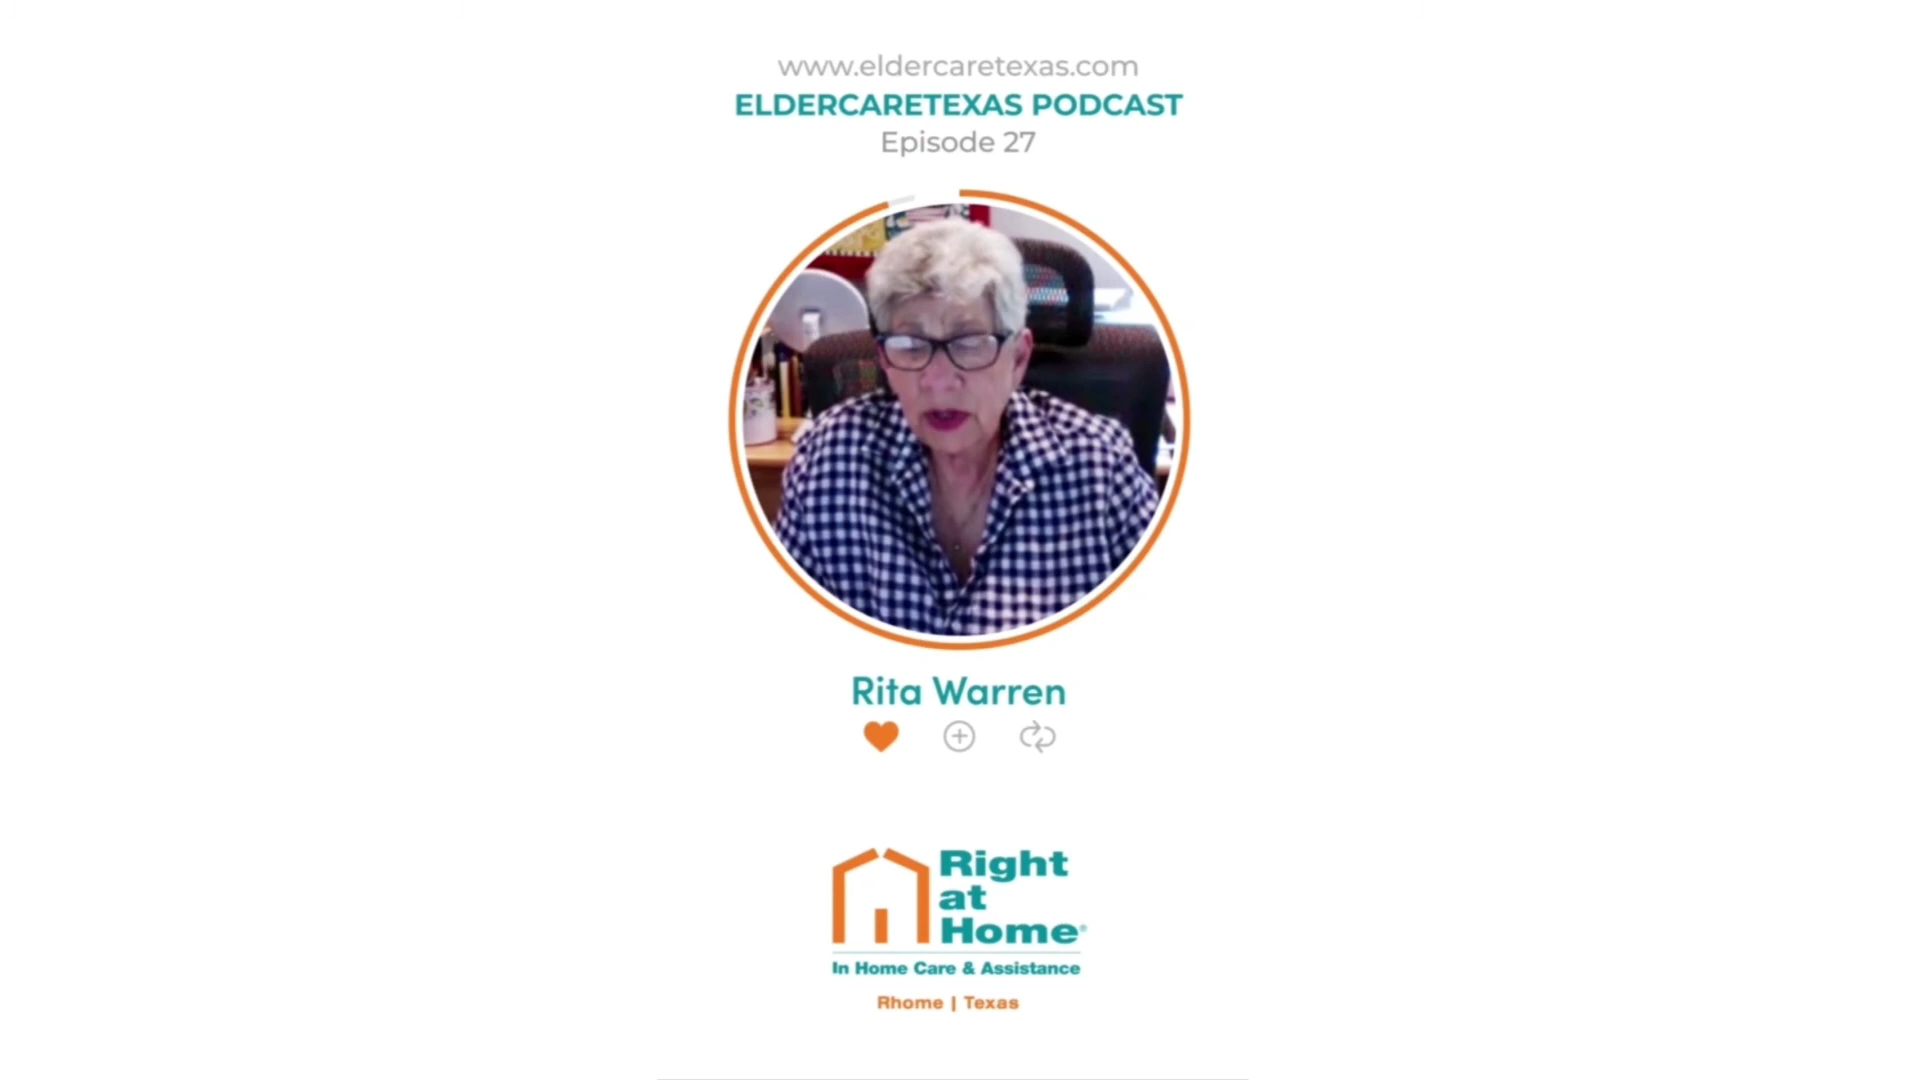 www.eldercaretexas.com
ELDERCARETEXAS PODCAST
Episode 27
Rita Warren
Right
at
Home®
In Home Care & Assistance
Rhome | Texas